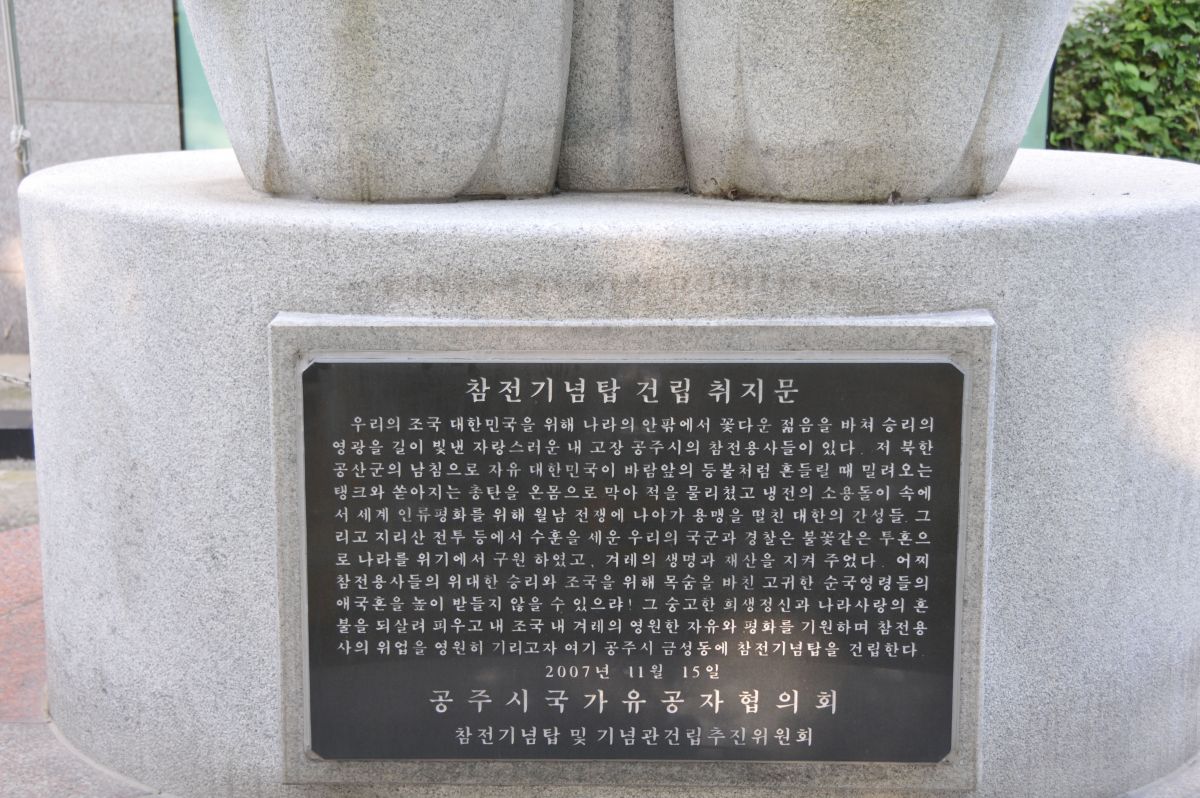 참전기념탑 건립 취지문
우리의 조국 대한민국을 위해 나라의 안팎에서 꽃다운 젊음을 바쳐 승리의
영광을 길이 빛낸 자랑스러운 내 고장 공주시의 참전용사들이 있다. 저 북한
공산군의 남침으로 자유 대한민국이 바람앞의 등불처럼 흔들릴 때 밀려오는
탱크와 쏟아지는 총탄을 온몸으로 막아 적을 물리쳤고 냉전의 소용돌이 속에
서 세계 인류평화를 위해 월남 전쟁에 나아가 용맹을 떨친 대한의 간성들. 그
리고 지리산 전투 등에서 수훈을 세운 우리의 국군과 경찰은 불꽃같은 투혼으
로 나라를 위기에서 구원 하였고, 겨레의 생명과 재산을 지켜 주었다. 어찌
참전용사들의 위대한 승리와 조국을 위해 목숨을 바친 고귀한 순국영령들의
애국혼을 높이 받들지 않을 수 있으랴! 그 숭고한 희생정신과 나라사랑의 혼
불을 되살려 피우고 내 조국 내 겨레의 영원한 자유와 평화를 기원하며 참전용
사의 위업을 영원히 기리고자 여기 공주시 금성동에 참전기념탑을 건립한다.
2007년 11월 15일
공주시국가유공자협의회
참전기념탑 및 기념관건립추진위원회